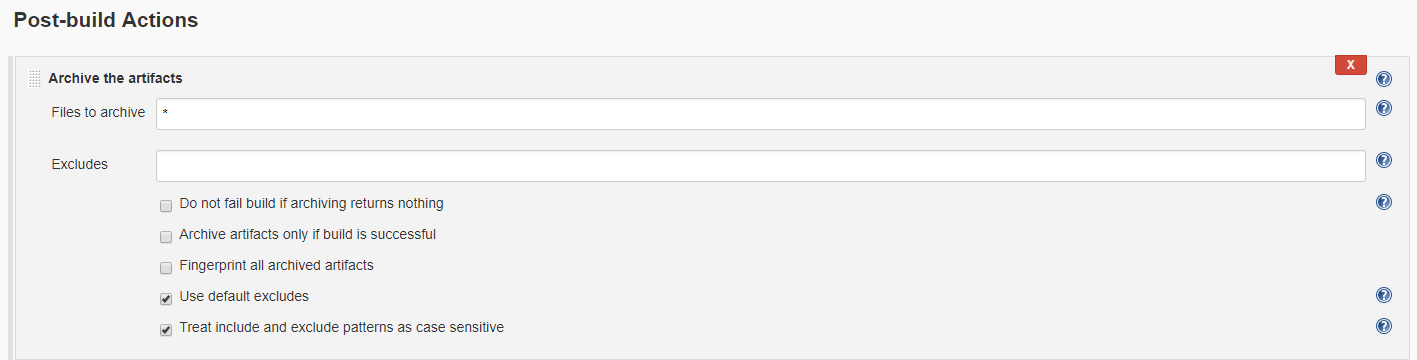 Post-build Actions
X
Archive the artifacts ?
Files to archive * ?
Excludes ?
Do not fail build if archiving returns nothing ?
Archive artifacts only if build is successful
Fingerprint all archived artifacts
Use default excludes ?
Treat include and exclude patterns as case sensitive ?